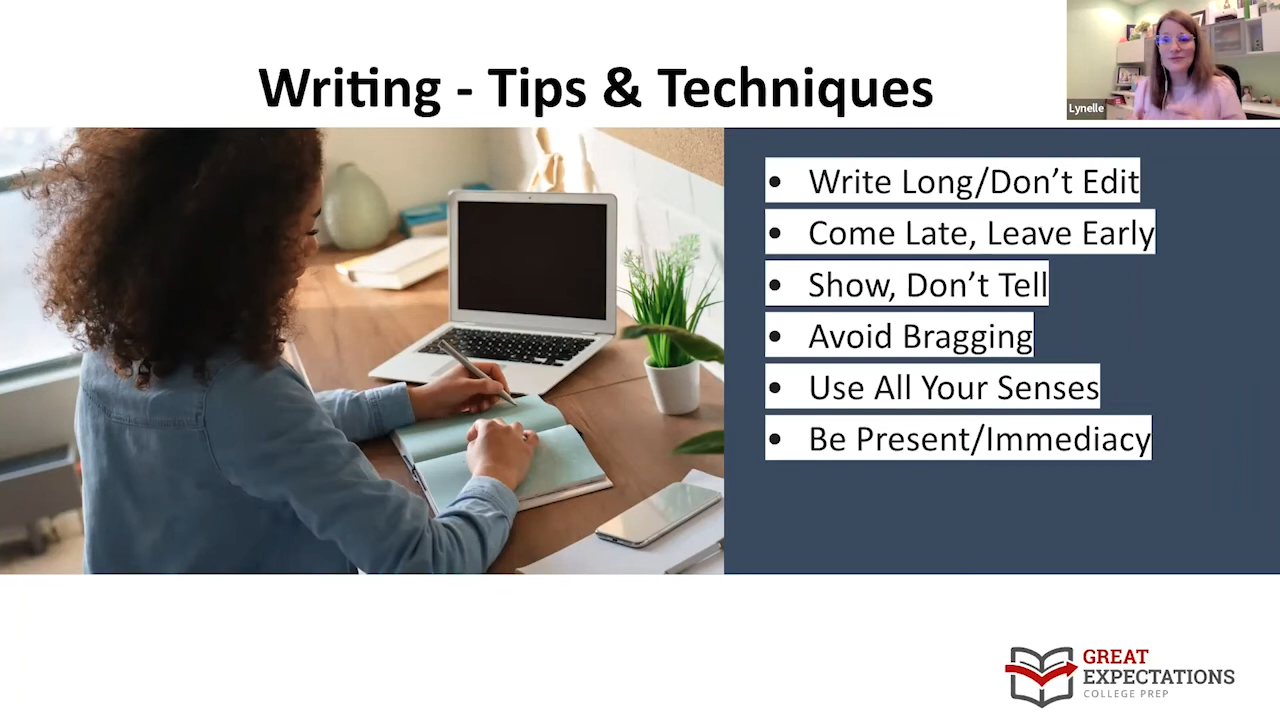 Writing - Tips & Techniques
Lynelle
• Write Long/Don’t Edit
• Come Late, Leave Early
• Show, Don’t Tell
• Avoid Bragging
• Use All Your Senses
• Be Present/Immediacy
GREAT
EXPECTATIONS
COLLEGE PREP